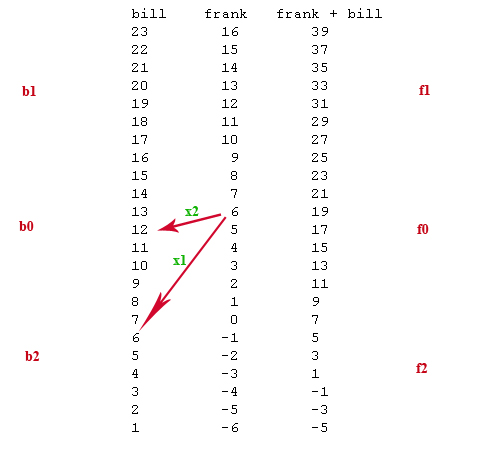 bill frank frank + bill
23 16 39
22 15 37
21 14 35
b1 20 13 33 f1
19 12 31
18 11 29
17 10 27
16 9 25
15 8 23
14 7 21
13 x2 6 19
b0 12 5 17 f0
11 4 15
10 x1 3 13
9 2 11
8 1 9
7 0 7
6 -1 5
b2 5 -2 3
4 -3 1 f2
3 -4 -1
2 -5 -3
1 -6 -5